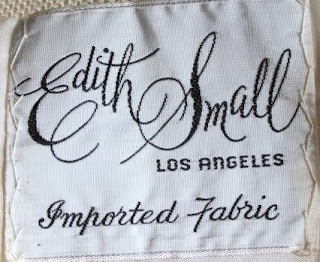 Edith Small
LOS ANGELES
Imported Fabric